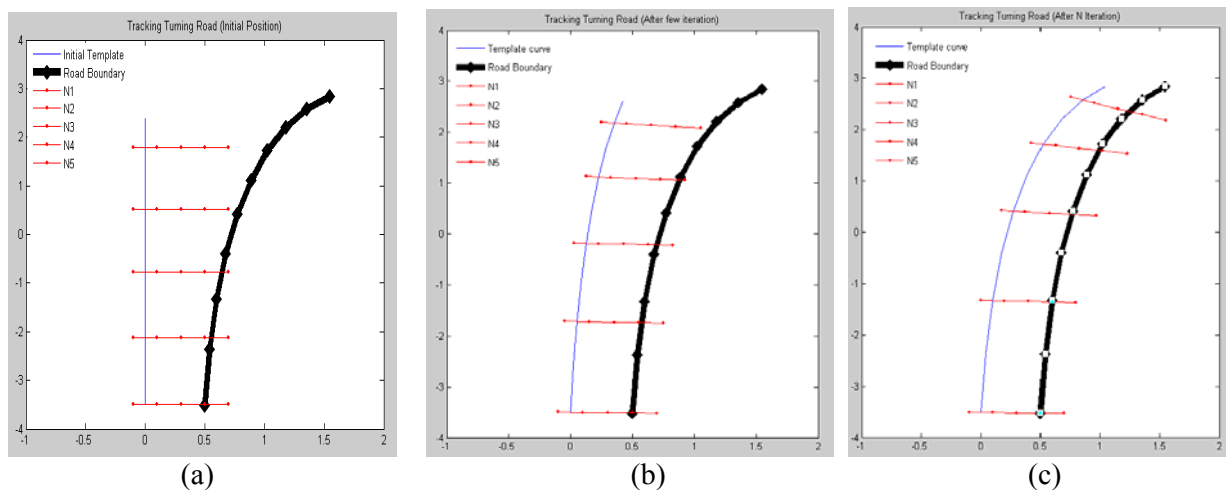 Tracking Turning Road (Initial Position)
4
3
2
1
0
-1
-2
-3
-4
-1
-0.5
0
0.5
1
1.5
2
Initial Template
Road Boundary
N1
N2
N3
N4
N5
(a)
Tracking Turning Road (After few iteration)
4
3
2
1
0
-1
-2
-3
-4
-1
-0.5
0
0.5
1
1.5
2
Template curve
Road Boundary
N1
N2
N3
N4
N5
(b)
Tracking Turning Road (After N Iteration)
4
3
2
1
0
-1
-2
-3
-4
-1
-0.5
0
0.5
1
1.5
2
Template curve
Road Boundary
N1
N2
N3
N4
N5
(c)